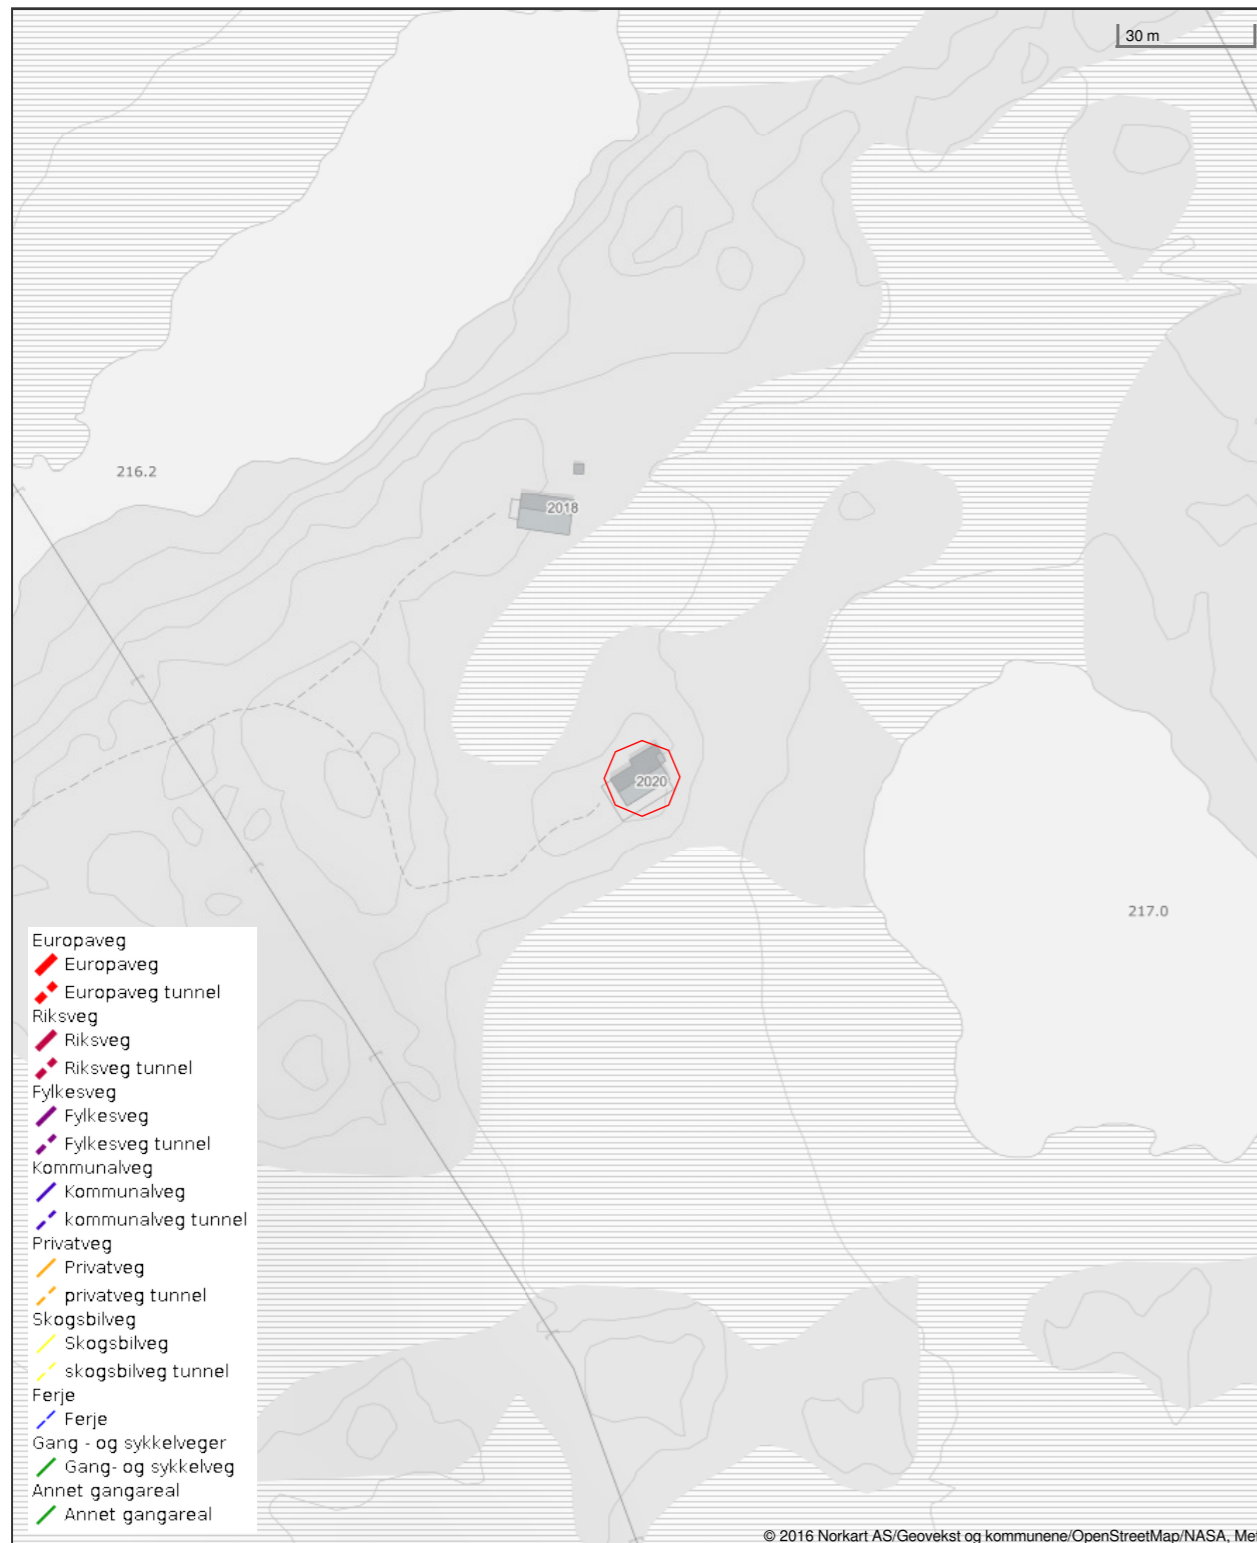 30 m
216.2
2018
2020
217.0
Europaveg
Europaveg
Europaveg tunnel
Riksveg
Riksveg
Riksveg tunnel
Fylkesveg
Fylkesveg
Fylkesveg tunnel
Kommunalveg
Kommunalveg
kommunalveg tunnel
Privatveg
Privatveg
privatveg tunnel
Skogsbilveg
Skogsbilveg
skogsbilveg tunnel
Ferje
Ferje
Gang - og sykkelveger
Gang- og sykkelveg
Annet gangareal
Annet gangareal
© 2016 Norkart AS/Geovekst og kommunene/OpenStreetMap/NASA, Met